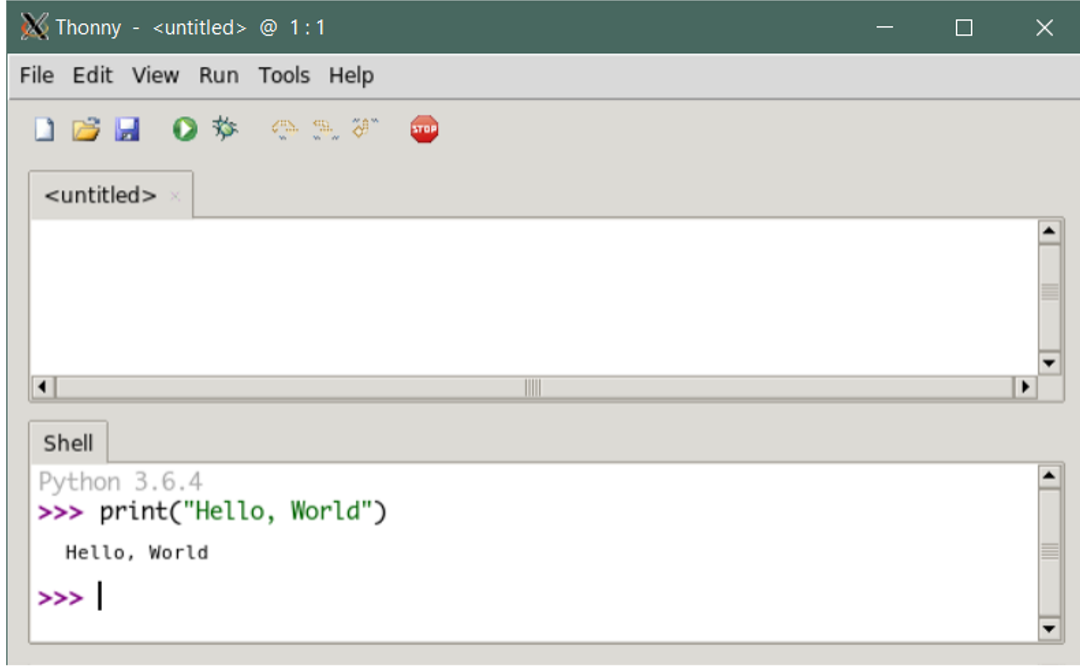 Thonny - <untitled> @ 1 : 1
File Edit View Run Tools Help
STOP
<untitled>
Shell
Python 3.6.4
>>> print("Hello, World")
Hello, World
>>>